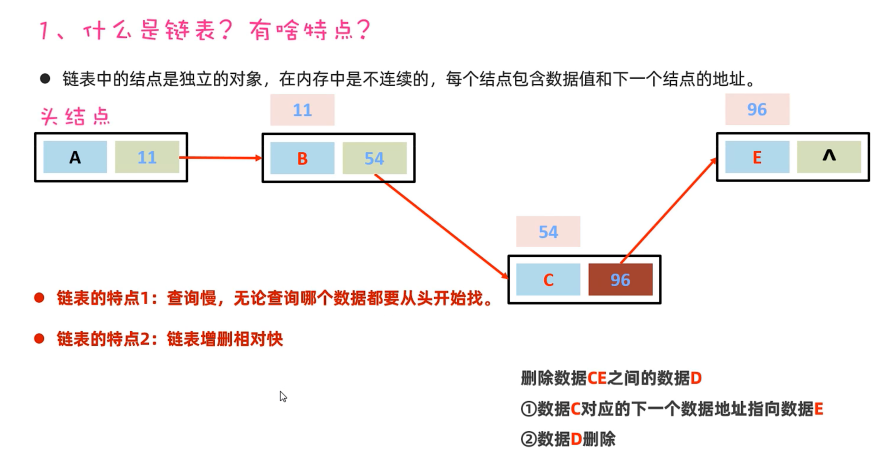 1、什么是链表？有啥特点？
● 链表中的结点是独立的对象，在内存中是不连续的，每个结点包含数据值和下一个结点的地址。
头结点
11
96
A 11
B 54
E ^
54
C 96
● 链表的特点1：查询慢，无论查询哪个数据都要从头开始找。
● 链表的特点2：链表增删相对快
删除数据CE之间的数据D
①数据C对应的下一个数据地址指向数据E
②数据D删除